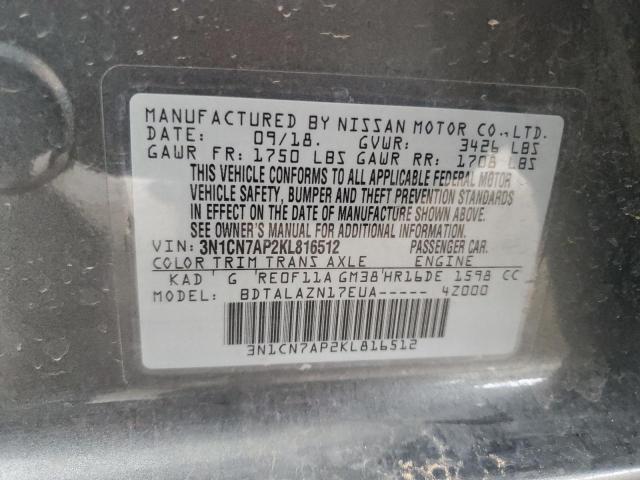 MANUFACTURED BY NISSAN MOTOR CO.,LTD.
DATE: 09/18. GVWR: 3426 LBS
GAWR FR: 1750 LBS GAWR RR: 1708 LBS
THIS VEHICLE CONFORMS TO ALL APPLICABLE FEDERAL MOTOR
VEHICLE SAFETY, BUMPER AND THEFT PREVENTION STANDARDS
IN EFFECT ON THE DATE OF MANUFACTURE SHOWN ABOVE.
SEE OWNER'S MANUAL FOR ADDITIONAL INFORMATION.
VIN: 3N1CN7AP2KL816512 PASSENGER CAR.
COLOR TRIM TRANS AXLE ENGINE
KAD G RE0F11A GM38 HR16DE 1598 CC
MODEL: BDTALAZN17EUA— 4Z000
3N1CN7AP2KL816512